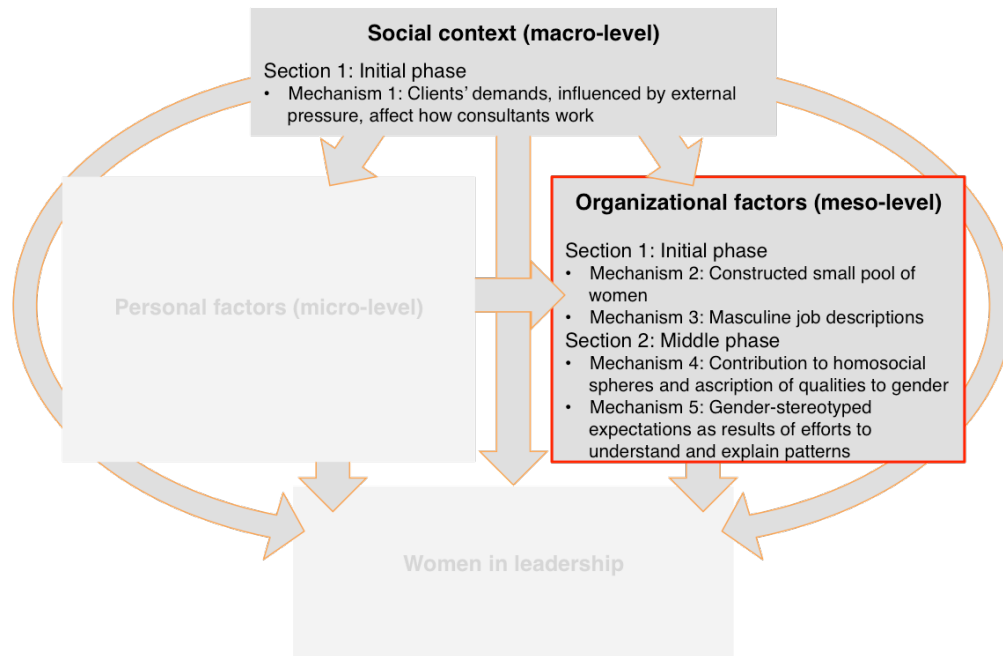 Social context (macro-level)
Section 1: Initial phase
• Mechanism 1: Clients' demands, influenced by external
pressure, affect how consultants work
Organizational factors (meso-level)
Section 1: Initial phase
• Mechanism 2: Constructed small pool of
women
• Mechanism 3: Masculine job descriptions
Section 2: Middle phase
• Mechanism 4: Contribution to homosocial
spheres and ascription of qualities to gender
• Mechanism 5: Gender-stereotyped
expectations as results of efforts to
understand and explain patterns
Personal factors (micro-level)
Women in leadership